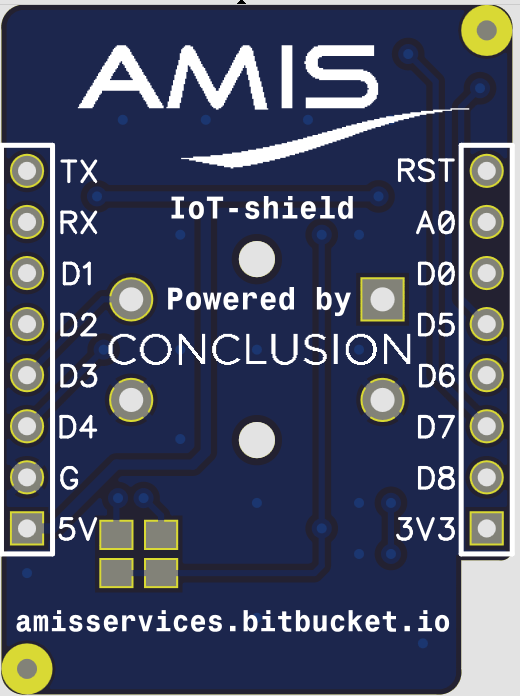 AMIS
IoT-shield
Powered by
CONCLUSION
TX
RX
D1
D2
D3
D4
G
5V
RST
A0
D0
D5
D6
D7
D8
3V3
amisservices.bitbucket.io